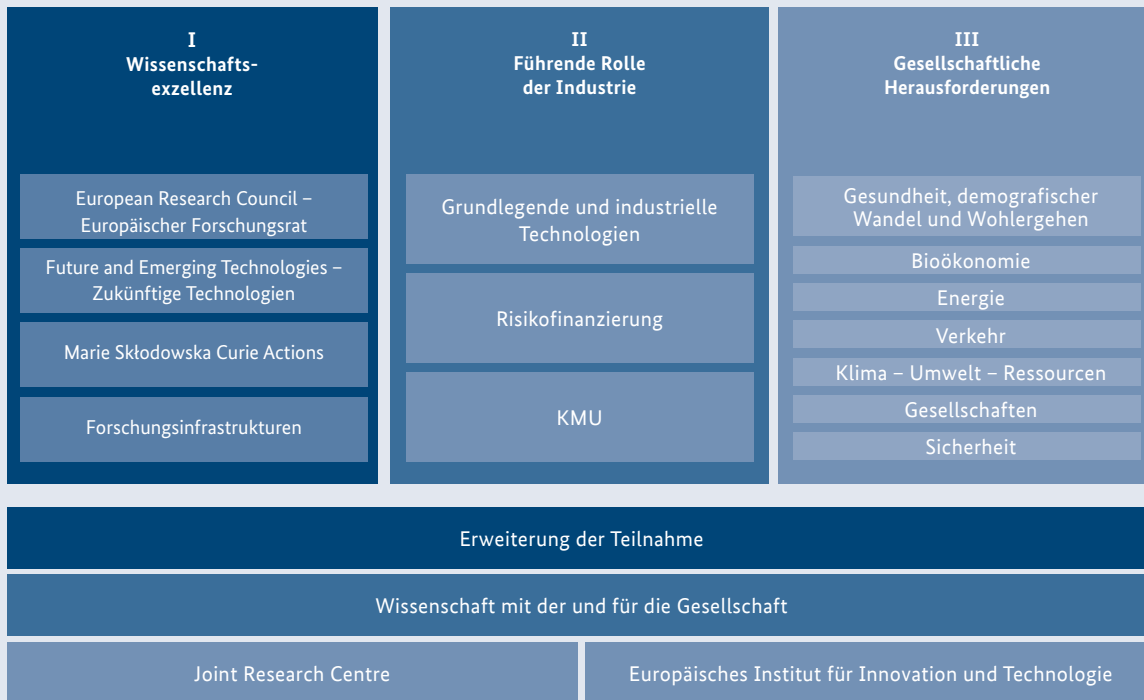 I
Wissenschafts-
exzellenz
European Research Council –
Europäischer Forschungsrat
Future and Emerging Technologies –
Zukünftige Technologien
Marie Skłodowska Curie Actions
Forschungsinfrastrukturen
II
Führende Rolle
der Industrie
Grundlegende und industrielle
Technologien
Risikofinanzierung
KMU
III
Gesellschaftliche
Herausforderungen
Gesundheit, demografischer
Wandel und Wohlergehen
Bioökonomie
Energie
Verkehr
Klima – Umwelt – Ressourcen
Gesellschaften
Sicherheit
Erweiterung der Teilnahme
Wissenschaft mit der und für die Gesellschaft
Joint Research Centre
Europäisches Institut für Innovation und Technologie